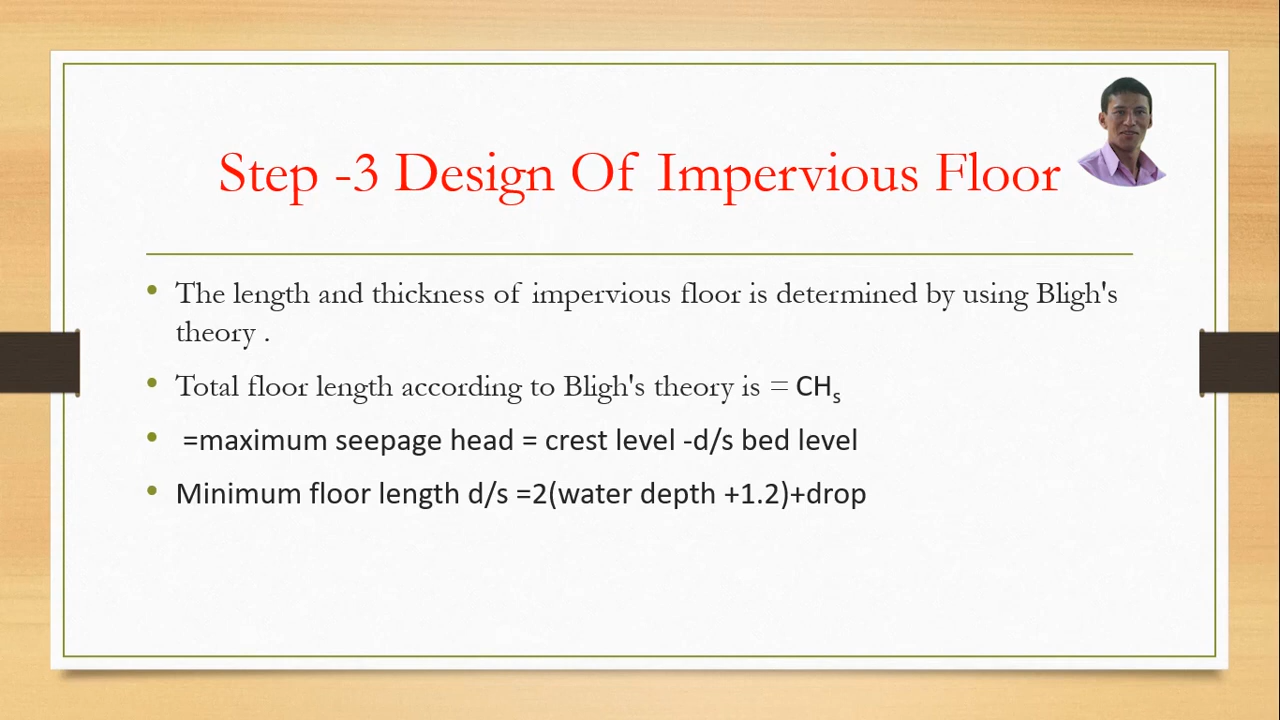 Step -3 Design Of Impervious Floor
• The length and thickness of impervious floor is determined by using Bligh's
theory .
• Total floor length according to Bligh's theory is = CHs
• =maximum seepage head = crest level -d/s bed level
• Minimum floor length d/s =2(water depth +1.2)+drop